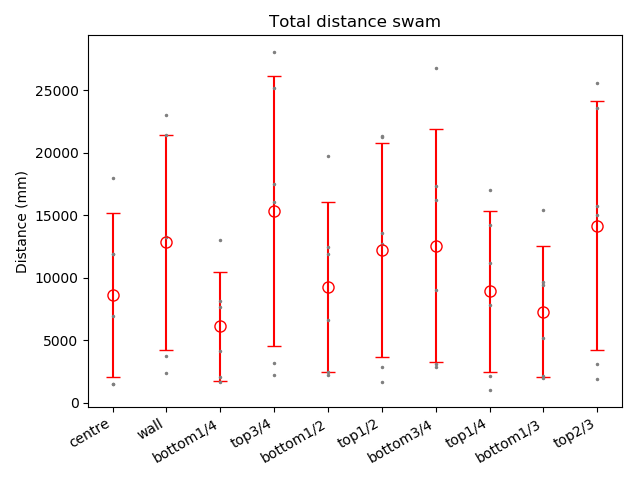 Total distance swam
Distance (mm)
25000
20000
15000
10000
5000
0
centre
wall
bottom1/4
top3/4
bottom1/2
top1/2
bottom3/4
top1/4
bottom1/3
top2/3